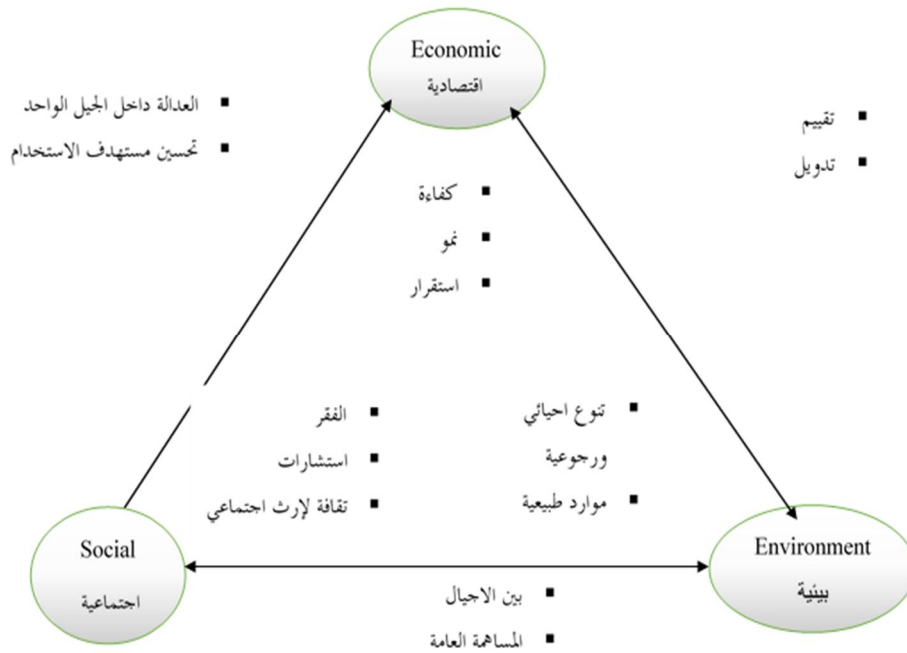 Economic
اقتصادية
▪ العدالة داخل الجيل الواحد
▪ تحسين مستهدف الاستخدام
▪ تقييم
▪ تدويل
▪ كفاءة
▪ نمو
▪ استقرار
▪ الفقر
▪ استشارات
▪ تقافة لإرث اجتماعي
▪ تنوع احيائي
ورجوعية
▪ موارد طبيعية
Social
اجتماعية
Environment
بيئية
▪ بين الاجيال
▪ المساهمة العامة